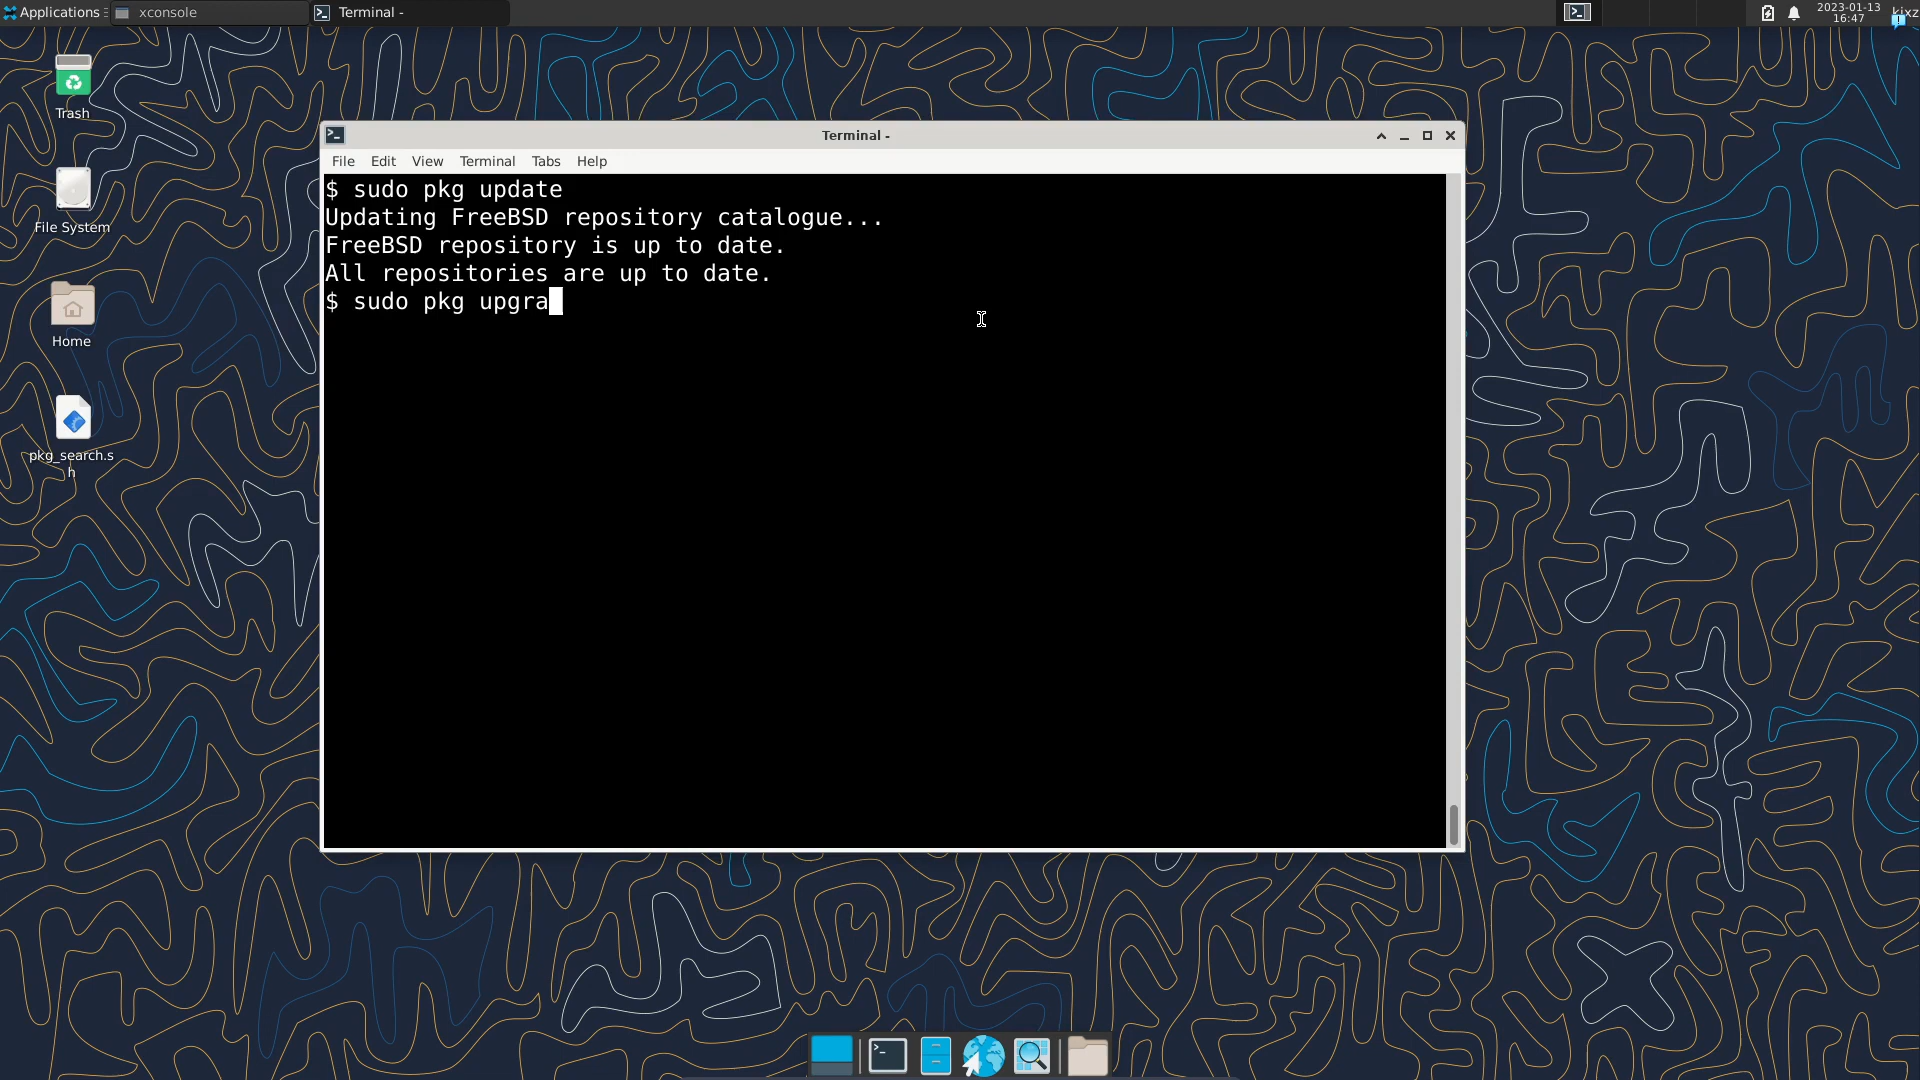 Applications
xconsole
Terminal -
2023-01-13
16:47
kixz
Trash
File System
Home
pkg_search.s
h
Terminal -
File Edit View Terminal Tabs Help
$ sudo pkg update
Updating FreeBSD repository catalogue...
FreeBSD repository is up to date.
All repositories are up to date.
$ sudo pkg upgra